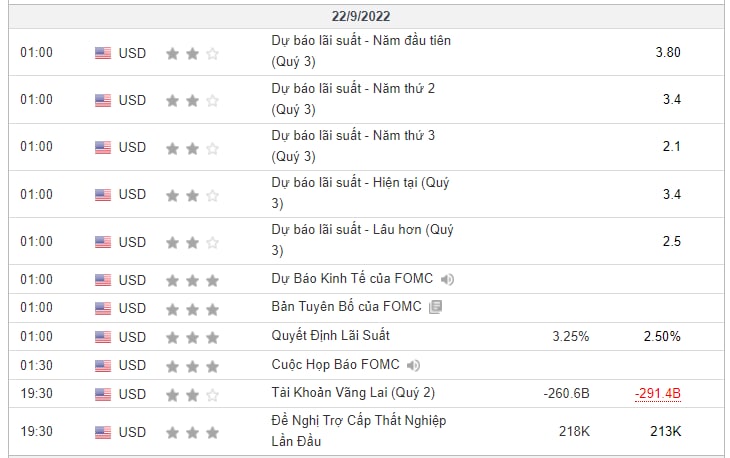 22/9/2022
01:00 USD Dự báo lãi suất - Năm đầu tiên 3.80
(Quý 3)
01:00 USD Dự báo lãi suất - Năm thứ 2 3.4
(Quý 3)
01:00 USD Dự báo lãi suất - Năm thứ 3 2.1
(Quý 3)
01:00 USD Dự báo lãi suất - Hiện tại (Quý 3.4
3)
01:00 USD Dự báo lãi suất - Lâu hơn (Quý 2.5
3)
01:00 USD Dự Báo Kinh Tế của FOMC
01:00 USD Bản Tuyên Bố của FOMC
01:00 USD Quyết Định Lãi Suất 3.25% 2.50%
01:30 USD Cuộc Họp Báo FOMC
19:30 USD Tài Khoản Vãng Lai (Quý 2) -260.6B -291.4B
19:30 USD Đề Nghị Trợ Cấp Thất Nghiệp 218K 213K
Lần Đầu